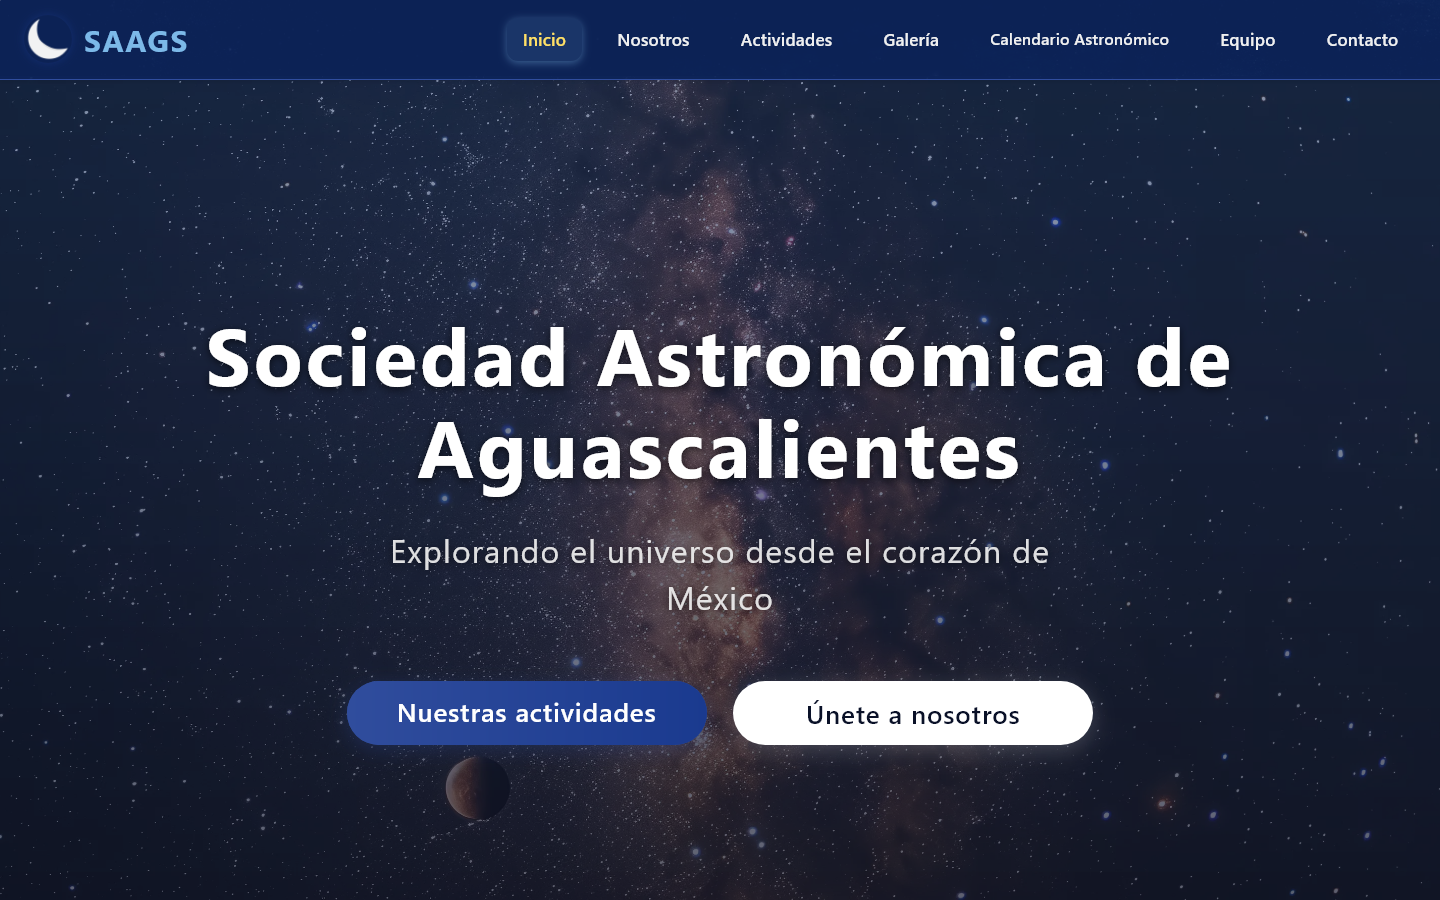 SAAGS
Inicio
Nosotros
Actividades
Galería
Calendario Astronómico
Equipo
Contacto
Sociedad Astronómica de
Aguascalientes
Explorando el universo desde el corazón de
México
Nuestras actividades
Únete a nosotros